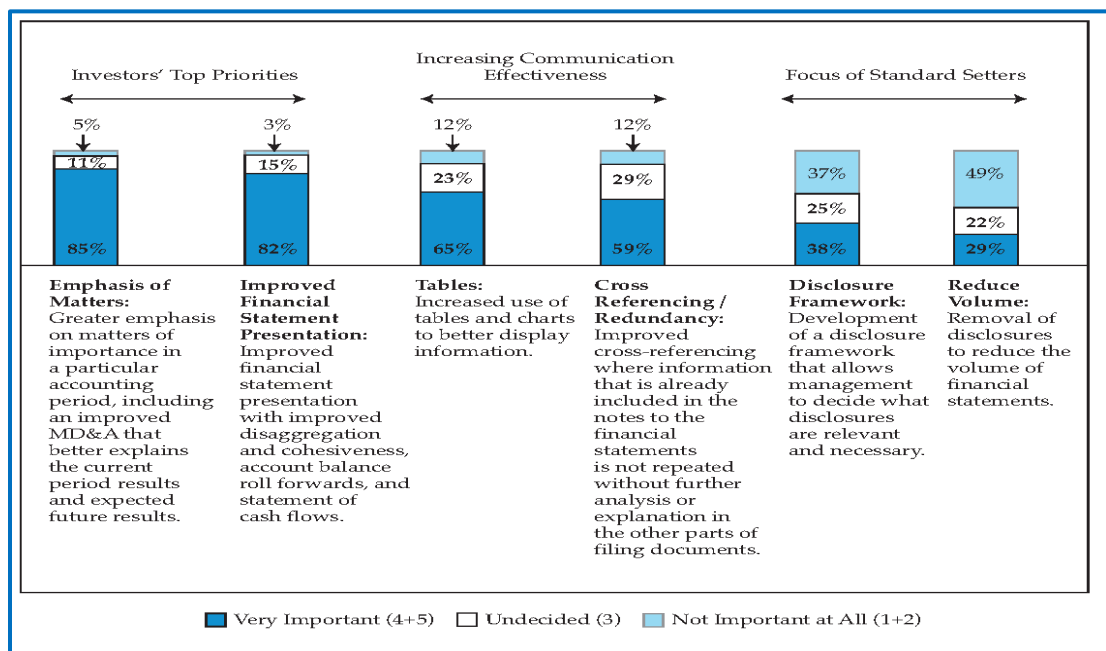 Investors' Top Priorities
Increasing Communication
Effectiveness
Focus of Standard Setters
5%
3%
12%
12%
11%
15%
23%
29%
37%
49%
25%
22%
85%
82%
65%
59%
38%
29%
Emphasis of
Matters:
Greater emphasis
on matters of
importance in
a particular
accounting
period, including
an improved
MD&A that
better explains
the current
period results
and expected
future results.
Improved
Financial
Statement
Presentation:
Improved
financial
statement
presentation
with improved
disaggregation
and cohesiveness,
account balance
roll forwards, and
statement of
cash flows.
Tables:
Increased use of
tables and charts
to better display
information.
Cross
Referencing /
Redundancy:
Improved
cross-referencing
where information
that is already
included in the
notes to the
financial
statements
is not repeated
without further
analysis or
explanation in
the other parts of
filing documents.
Disclosure
Framework:
Development
of a disclosure
framework
that allows
management
to decide what
disclosures
are relevant
and necessary.
Reduce
Volume:
Removal of
disclosures
to reduce the
volume of
financial
statements.
Very Important (4+5)
Undecided (3)
Not Important at All (1+2)